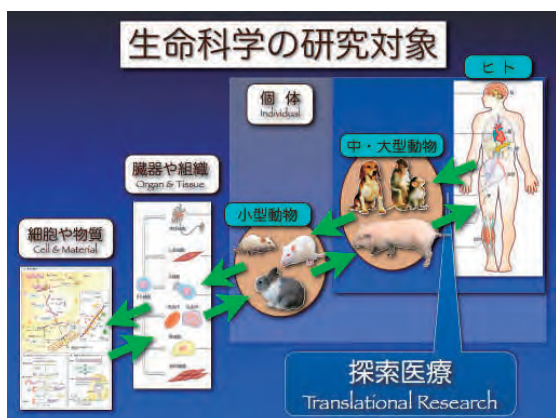 生命科学の研究対象
ヒト
個 体
Individual
中・大型動物
臓器や組織
Organ & Tissue
小型動物
細胞や物質
Cell & Material
探索医療
Translational Research